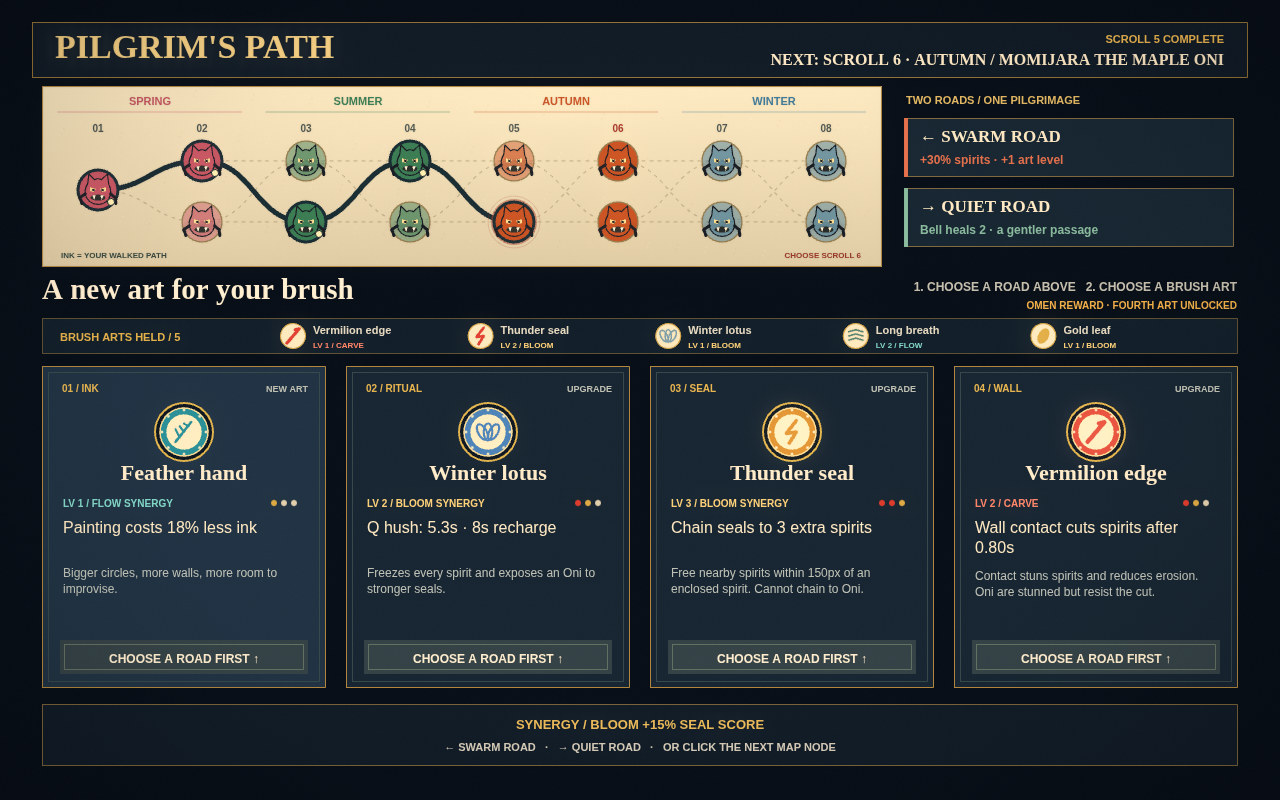 PILGRIM'S PATH
SCROLL 5 COMPLETE
NEXT: SCROLL 6 · AUTUMN / MOMIJARA THE MAPLE ONI
SPRING
SUMMER
AUTUMN
WINTER
01
02
03
04
05
06
07
08
INK = YOUR WALKED PATH
CHOOSE SCROLL 6
TWO ROADS / ONE PILGRIMAGE
← SWARM ROAD
+30% spirits · +1 art level
→ QUIET ROAD
Bell heals 2 · a gentler passage
A new art for your brush
1. CHOOSE A ROAD ABOVE 2. CHOOSE A BRUSH ART
OMEN REWARD · FOURTH ART UNLOCKED
BRUSH ARTS HELD / 5
Vermilion edge
LV 1 / CARVE
Thunder seal
LV 2 / BLOOM
Winter lotus
LV 1 / BLOOM
Long breath
LV 2 / FLOW
Gold leaf
LV 1 / BLOOM
01 / INK
NEW ART
Feather hand
LV 1 / FLOW SYNERGY
Painting costs 18% less ink
Bigger circles, more walls, more room to
improvise.
CHOOSE A ROAD FIRST ↑
02 / RITUAL
UPGRADE
Winter lotus
LV 2 / BLOOM SYNERGY
Q hush: 5.3s · 8s recharge
Freezes every spirit and exposes an Oni to
stronger seals.
CHOOSE A ROAD FIRST ↑
03 / SEAL
UPGRADE
Thunder seal
LV 3 / BLOOM SYNERGY
Chain seals to 3 extra spirits
Free nearby spirits within 150px of an
enclosed spirit. Cannot chain to Oni.
CHOOSE A ROAD FIRST ↑
04 / WALL
UPGRADE
Vermilion edge
LV 2 / CARVE
Wall contact cuts spirits after
0.80s
Contact stuns spirits and reduces erosion.
Oni are stunned but resist the cut.
CHOOSE A ROAD FIRST ↑
SYNERGY / BLOOM +15% SEAL SCORE
← SWARM ROAD · → QUIET ROAD · OR CLICK THE NEXT MAP NODE